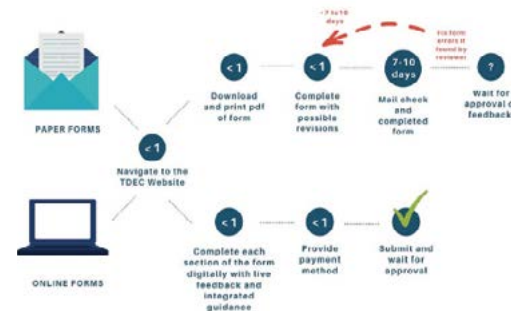 ~7 to 10
days
Fix form
errors if
found by
reviewer
<1
<1
7-10
days
?
Download
and print pdf
of form
Complete
form with
possible
revisions
Mail check
and
completed
form
Wait for
approval o
feedback
PAPER FORMS
<1
Navigate to the
TDEC Website
<1
<1
Complete each
section of the form
digitally with live
feedback and
integrated
guidance
Provide
payment
method
Submit and
wait for
approval
ONLINE FORMS